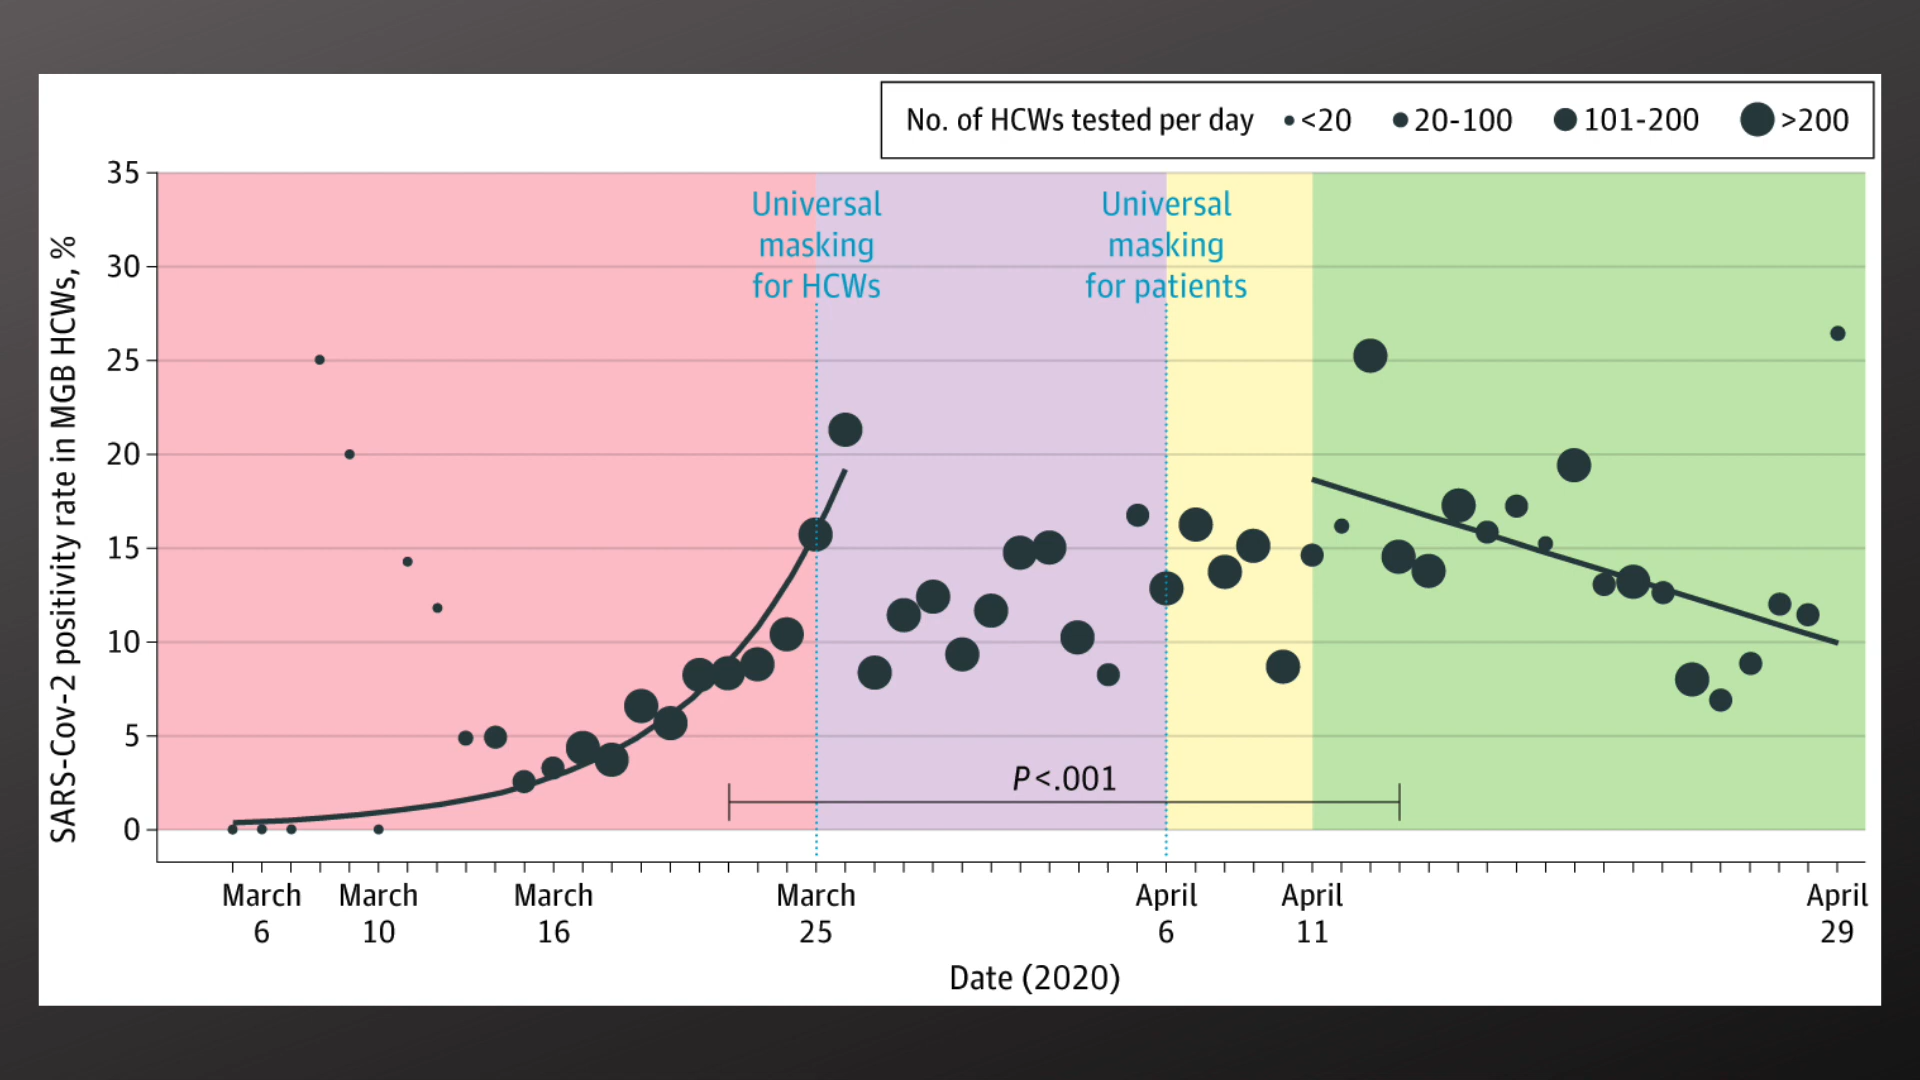 No. of HCWs tested per day <20 20-100 101-200 >200
SARS-Cov-2 positivity rate in MGB HCWs, %
35
30
25
20
15
10
5
0
Universal
masking
for HCWs
Universal
masking
for patients
P<.001
March
6
March
10
March
16
March
25
April
6
April
11
April
29
Date (2020)